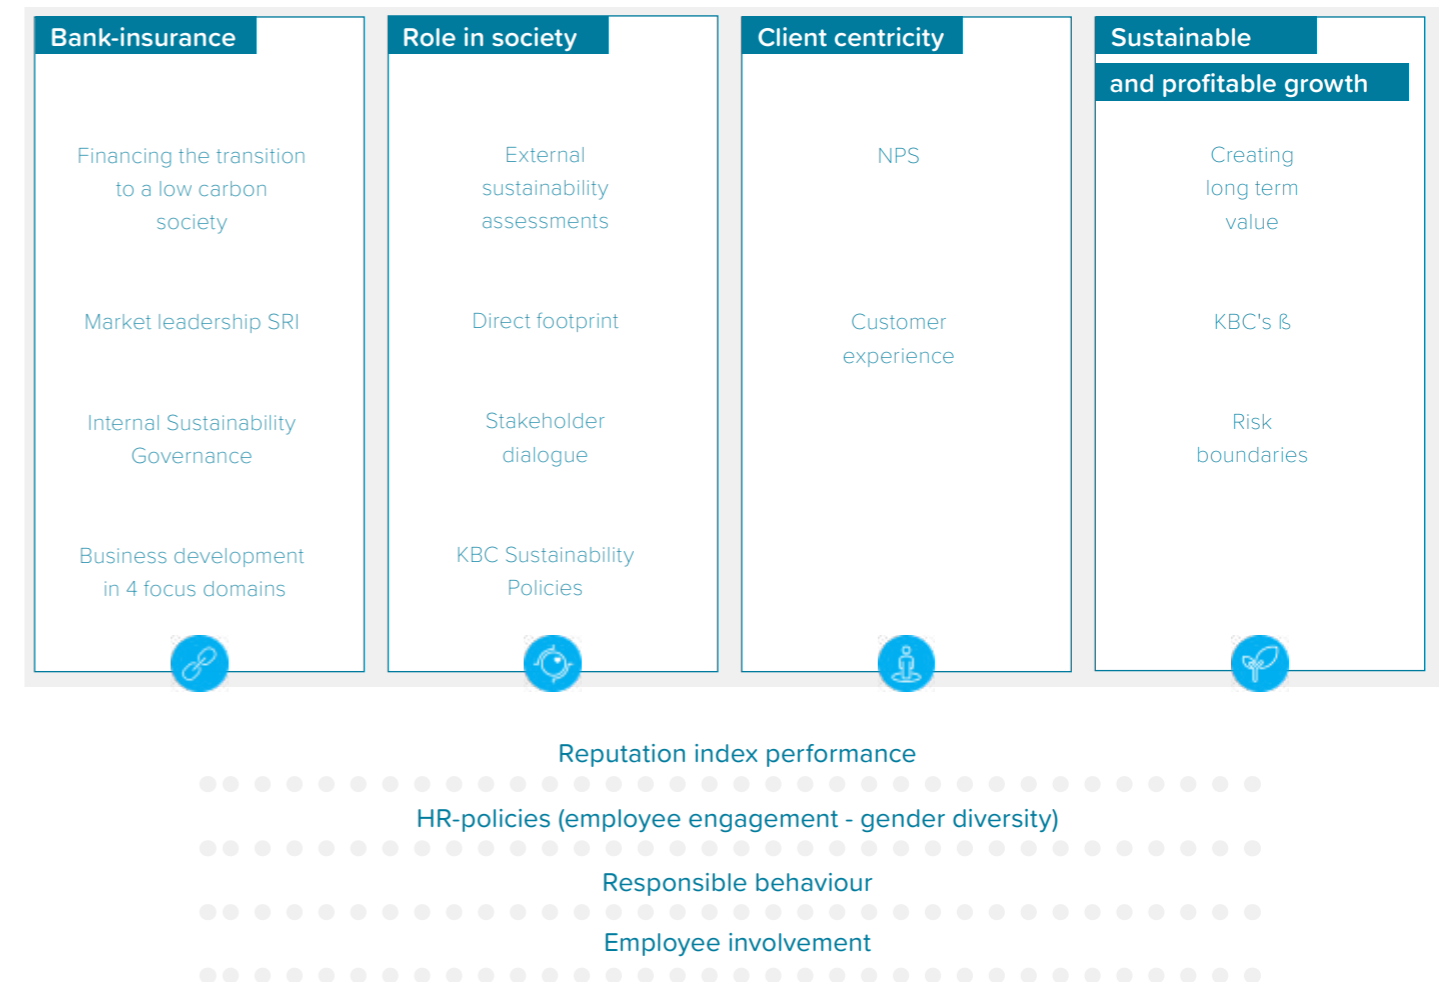 Bank-insurance
Financing the transition
to a low carbon
society
Market leadership SRI
Internal Sustainability
Governance
Business development
in 4 focus domains
Role in society
External
sustainability
assessments
Direct footprint
Stakeholder
dialogue
KBC Sustainability
Policies
Client centricity
NPS
Customer
experience
Sustainable
and profitable growth
Creating
long term
value
KBC's ß
Risk
boundaries
Reputation index performance
HR-policies (employee engagement - gender diversity)
Responsible behaviour
Employee involvement